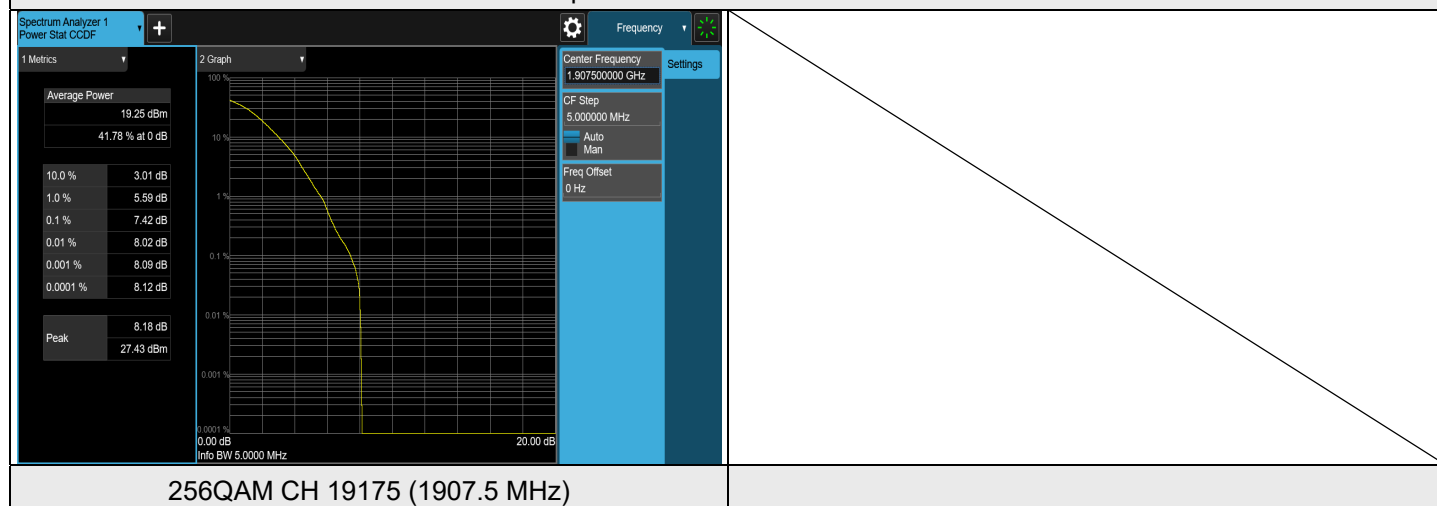 Spectrum Analyzer 1
Power Stat CCDF
+
Frequency
1 Metrics
2 Graph
Center Frequency
1.907500000 GHz
Settings
CF Step
5.000000 MHz
Auto
Man
Freq Offset
0 Hz
Average Power
19.25 dBm
41.78 % at 0 dB
10.0 % 3.01 dB
1.0 % 5.59 dB
0.1 % 7.42 dB
0.01 % 8.02 dB
0.001 % 8.09 dB
0.0001 % 8.12 dB
Peak 8.18 dB
27.43 dBm
100 %
10 %
1 %
0.1 %
0.01 %
0.001 %
0.0001 %
0.00 dB 20.00 dB
Info BW 5.0000 MHz
256QAM CH 19175 (1907.5 MHz)